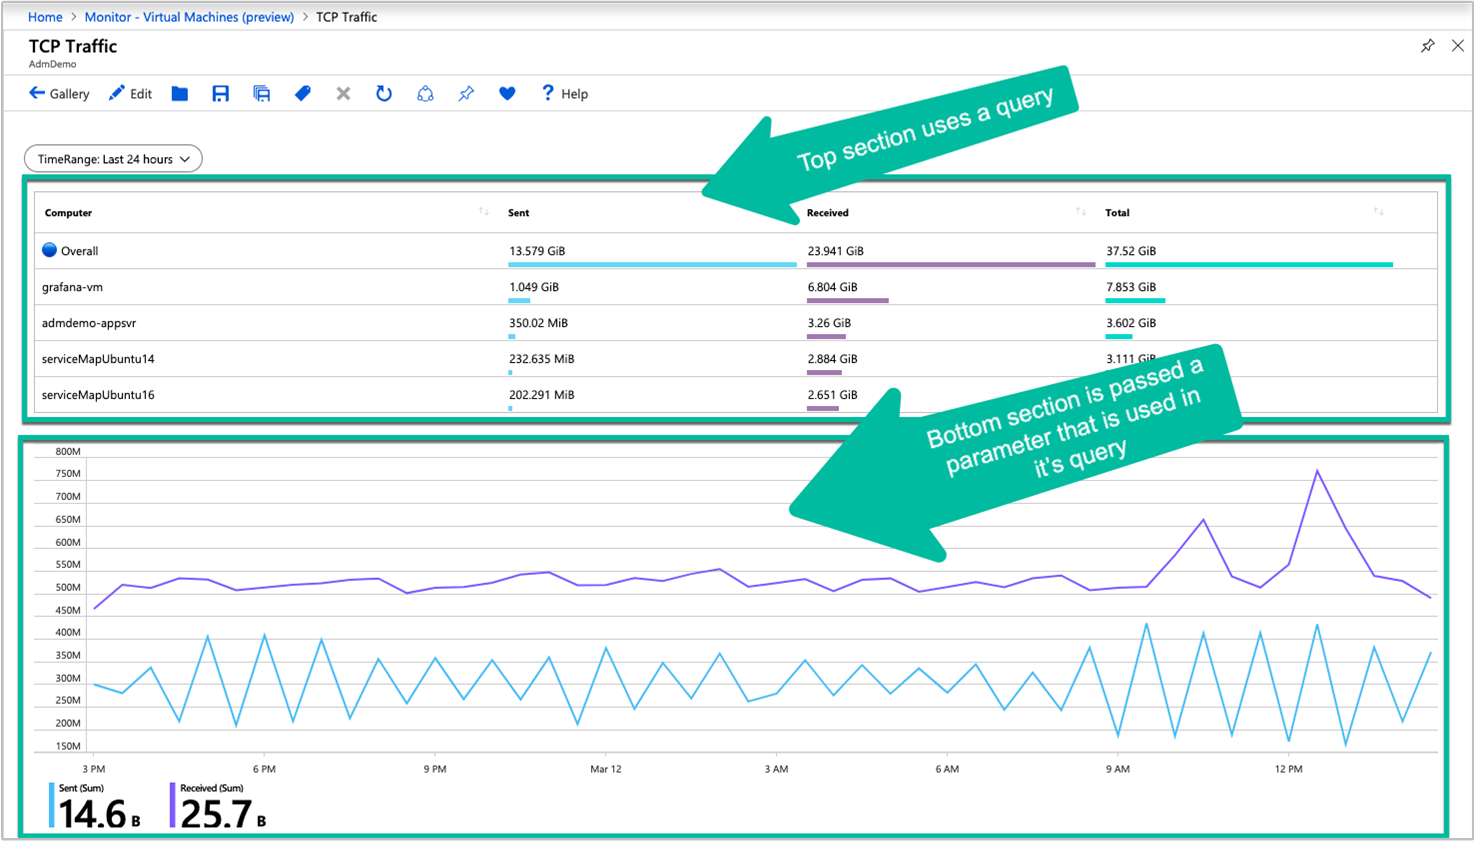 Home > Monitor - Virtual Machines (preview) > TCP Traffic
TCP Traffic
AdmDemo
Gallery Edit ? Help
TimeRange: Last 24 hours
Top section uses a query
Computer Sent Received Total
Overall 13.579 GiB 23.941 GiB 37.52 GiB
grafana-vm 1.049 GiB 6.804 GiB 7.853 GiB
admdemo-appsvr 350.02 MiB 3.26 GiB 3.602 GiB
serviceMapUbuntu14 232.635 MiB 2.884 GiB 3.111 GiB
serviceMapUbuntu16 202.291 MiB 2.651 GiB
Bottom section is passed a
parameter that is used in
it's query
800M
750M
700M
650M
600M
550M
500M
450M
400M
350M
300M
250M
200M
150M
3 PM 6 PM 9 PM Mar 12 3 AM 6 AM 9 AM 12 PM
Sent (Sum) Received (Sum)
14.6 B 25.7 B